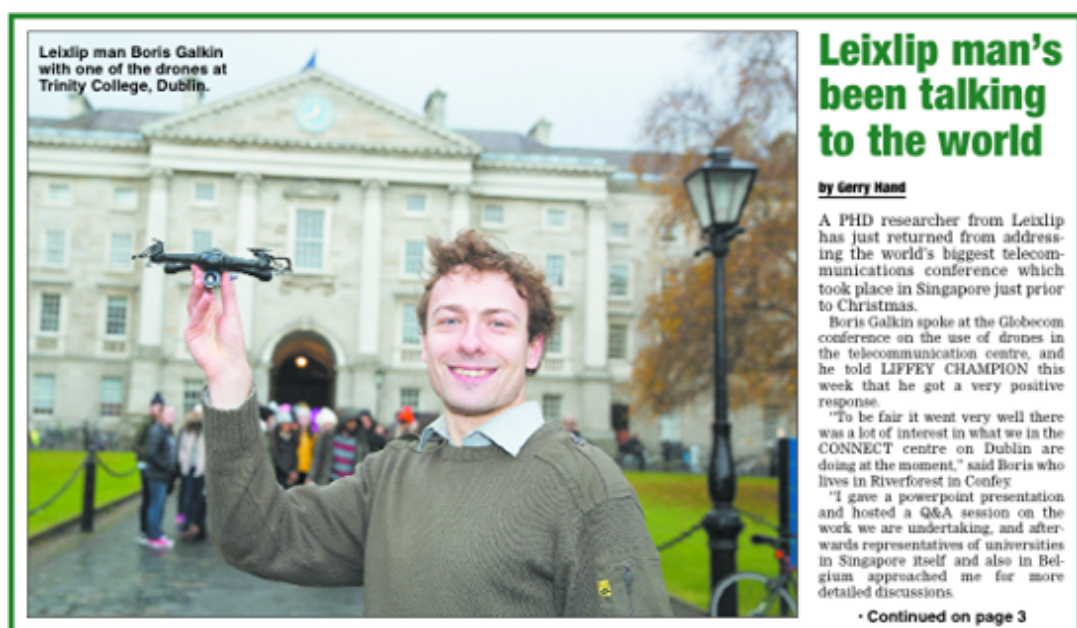 Leixlip man Boris Galkin
with one of the drones at
Trinity College, Dublin.
Leixlip man's
been talking
to the world
by Gerry Hand
A PHD researcher from Leixlip
has just returned from address-
ing the world's biggest telecom-
munications conference which
took place in Singapore just prior
to Christmas.
Boris Galkin spoke at the Globecom
conference on the use of drones in
the telecommunication centre, and
he told LIFFEY CHAMPION this
week that he got a very positive
response.
"To be fair it went very well there
was a lot of interest in what we in the
CONNECT centre on Dublin are
doing at the moment," said Boris who
lives in Riverforest in Confey.
"I gave a powerpoint presentation
and hosted a Q&A session on the
work we are undertaking, and after-
wards representatives of universities
in Singapore itself and also in Bel-
gium approached me for more
detailed discussions.
• Continued on page 3